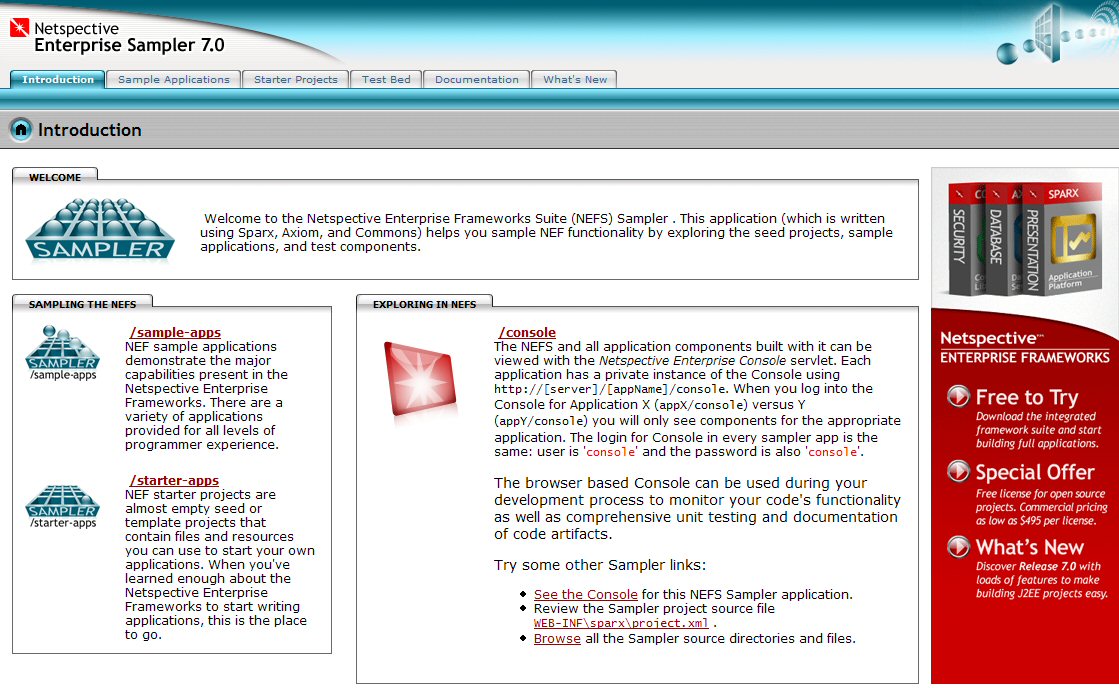 Netspective
Enterprise Sampler 7.0
Introduction
Sample Applications
Starter Projects
Test Bed
Documentation
What's New
Introduction
WELCOME
SAMPLER
Welcome to the Netspective Enterprise Frameworks Suite (NEFS) Sampler . This application (which is written
using Sparx, Axiom, and Commons) helps you sample NEF functionality by exploring the seed projects, sample
applications, and test components.
SAMPLING THE NEFS
SAMPLER
/sample-apps
/sample-apps
NEF sample applications
demonstrate the major
capabilities present in the
Netspective Enterprise
Frameworks. There are a
variety of applications
provided for all levels of
programmer experience.
SAMPLER
/starter-apps
/starter-apps
NEF starter projects are
almost empty seed or
template projects that
contain files and resources
you can use to start your own
applications. When you've
learned enough about the
Netspective Enterprise
Frameworks to start writing
applications, this is the place
to go.
EXPLORING IN NEFS
/console
The NEFS and all application components built with it can be
viewed with the Netspective Enterprise Console servlet. Each
application has a private instance of the Console using
http://[server]/[appName]/console. When you log into the
Console for Application X (appX/console) versus Y
(appY/console) you will only see components for the appropriate
application. The login for Console in every sampler app is the
same: user is 'console' and the password is also 'console'.
The browser based Console can be used during your
development process to monitor your code's functionality
as well as comprehensive unit testing and documentation
of code artifacts.
Try some other Sampler links:
See the Console for this NEFS Sampler application.
Review the Sampler project source file
WEB-INF\sparx\project.xml .
Browse all the Sampler source directories and files.
SECURITY
DATABASE
PRESENTATION
SPARX
Application
Platform
Netspective™
ENTERPRISE FRAMEWORKS
Free to Try
Download the integrated
framework suite and start
building full applications.
Special Offer
Free license for open source
projects. Commercial pricing
as low as $495 per license.
What's New
Discover Release 7.0 with
loads of features to make
building J2EE projects easy.